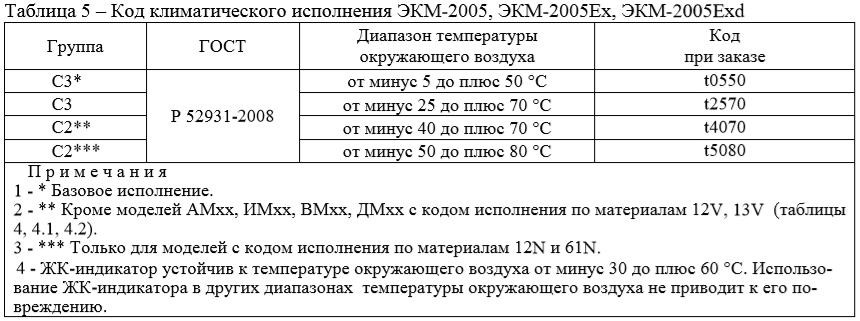 Таблица 5 – Код климатического исполнения ЭКМ-2005, ЭКМ-2005Ex, ЭКМ-2005Exd
Группа ГОСТ Диапазон температуры окружающего воздуха Код при заказе
С3* Р 52931-2008 от минус 5 до плюс 50 °С t0550
С3 от минус 25 до плюс 70 °С t2570
С2** от минус 40 до плюс 70 °С t4070
С2*** от минус 50 до плюс 80 °С t5080
П р и м е ч а н и я
1 - * Базовое исполнение.
2 - ** Кроме моделей АМхх, ИМхх, ВМхх, ДМхх с кодом исполнения по материалам 12V, 13V (таблицы
4, 4.1, 4.2).
3 - *** Только для моделей с кодом исполнения по материалам 12N и 61N.
4 - ЖК-индикатор устойчив к температуре окружающего воздуха от минус 30 до плюс 60 °С. Использо-
вание ЖК-индикатора в других диапазонах температуры окружающего воздуха не приводит к его по-
вреждению.